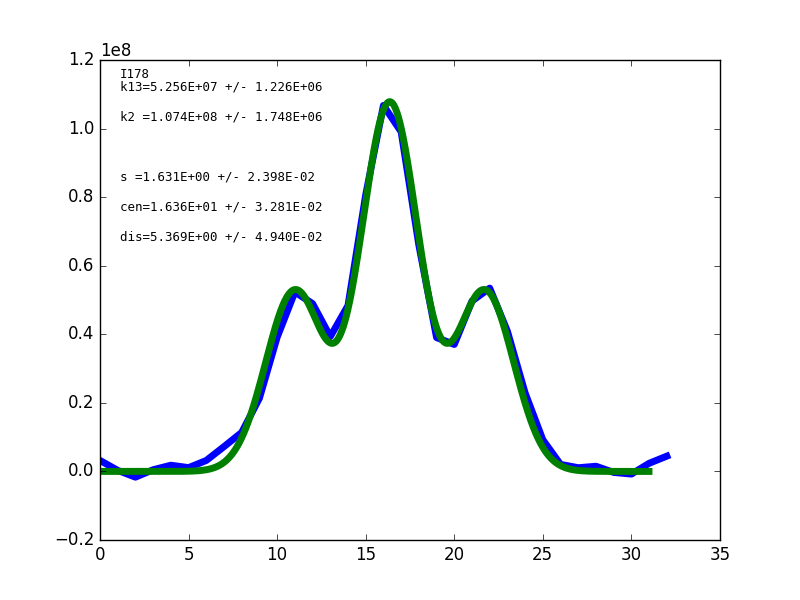 1e8
I178
k13=5.256E+07 +/- 1.226E+06
k2 =1.074E+08 +/- 1.748E+06
s =1.631E+00 +/- 2.398E-02
cen=1.636E+01 +/- 3.281E-02
dis=5.369E+00 +/- 4.940E-02
1.2
1.0
0.8
0.6
0.4
0.2
0.0
−0.2
0 5 10 15 20 25 30 35